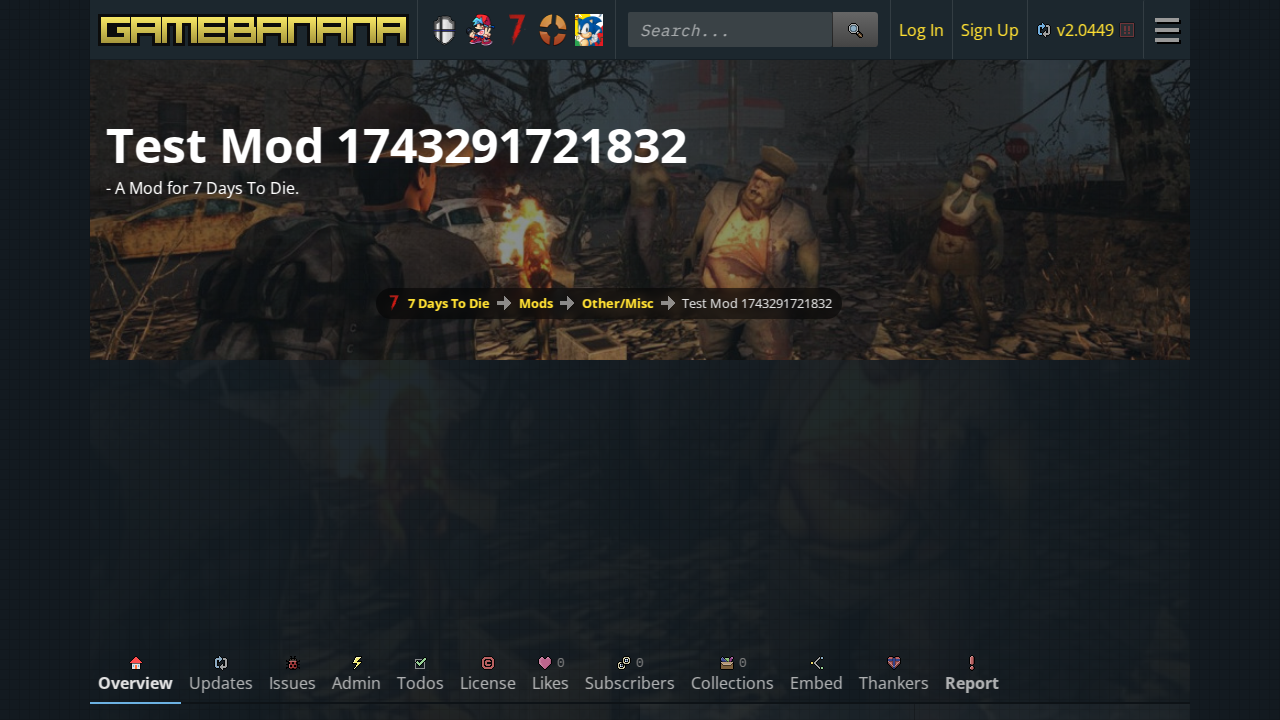 GAMEBANANA
Search...
Log In
Sign Up
v2.0449
Test Mod 1743291721832
- A Mod for 7 Days To Die.
7 Days To Die
Mods
Other/Misc
Test Mod 1743291721832
0
0
0
Overview
Updates
Issues
Admin
Todos
License
Likes
Subscribers
Collections
Embed
Thankers
Report